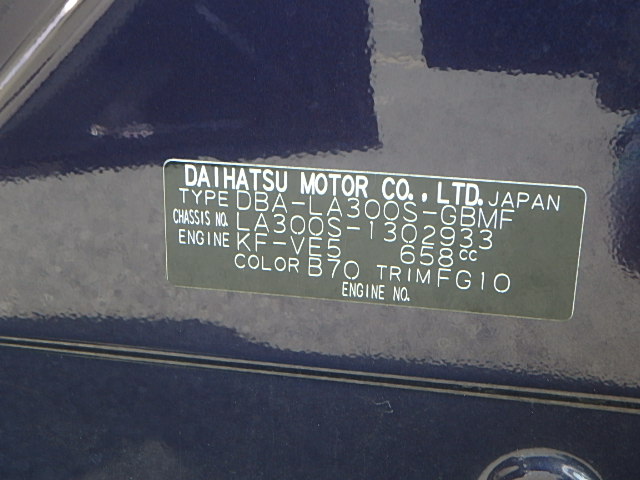 DAIHATSU MOTOR CO., LTD. JAPAN
TYPE DBA-LA300S-GBMF
CHASSIS NO. LA300S-1302933
ENGINE KF-VE5 658cc
COLOR B70 TRIM FG10
ENGINE NO.